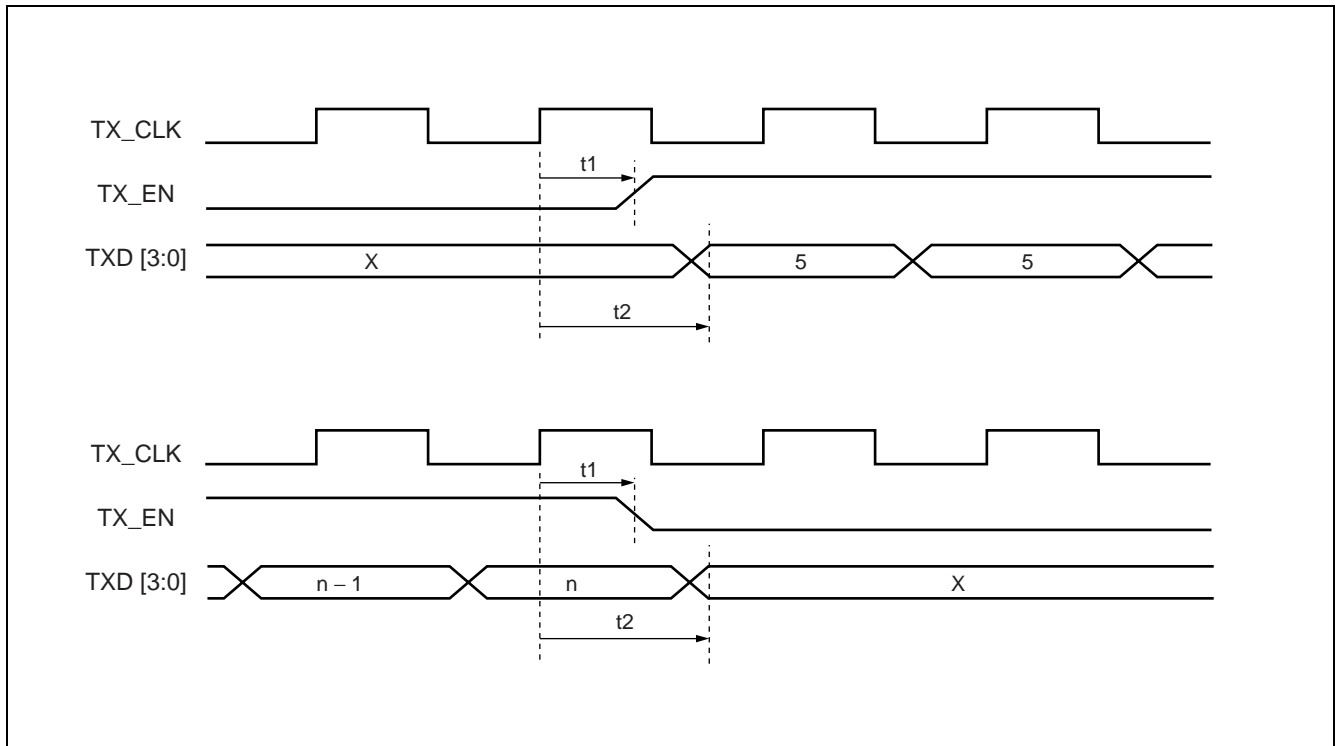 TX_CLK
t1
TX_EN
TXD [3:0]
X
5
5
t2
TX_CLK
t1
TX_EN
TXD [3:0]
n – 1
n
X
t2